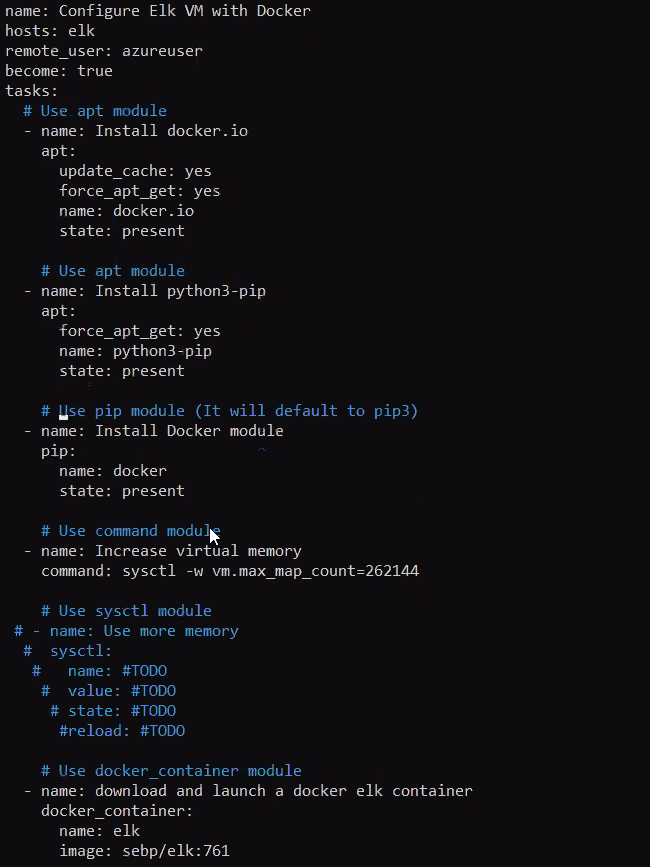 name: Configure Elk VM with Docker
hosts: elk
remote_user: azureuser
become: true
tasks:
  # Use apt module
  - name: Install docker.io
    apt:
      update_cache: yes
      force_apt_get: yes
      name: docker.io
      state: present

    # Use apt module
  - name: Install python3-pip
    apt:
      force_apt_get: yes
      name: python3-pip
      state: present

    # Use pip module (It will default to pip3)
  - name: Install Docker module
    pip:
      name: docker
      state: present

    # Use command module
  - name: Increase virtual memory
    command: sysctl -w vm.max_map_count=262144

    # Use sysctl module
 # - name: Use more memory
  #  sysctl:
   #   name: #TODO
    #  value: #TODO
     # state: #TODO
      #reload: #TODO

    # Use docker_container module
  - name: download and launch a docker elk container
    docker_container:
      name: elk
      image: sebp/elk:761